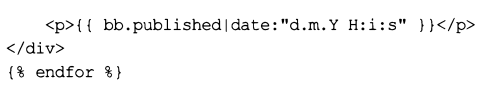 <p>{{ bb.published|date:"d.m.Y H:i:s" }}</p>
</div>
{% endfor %}